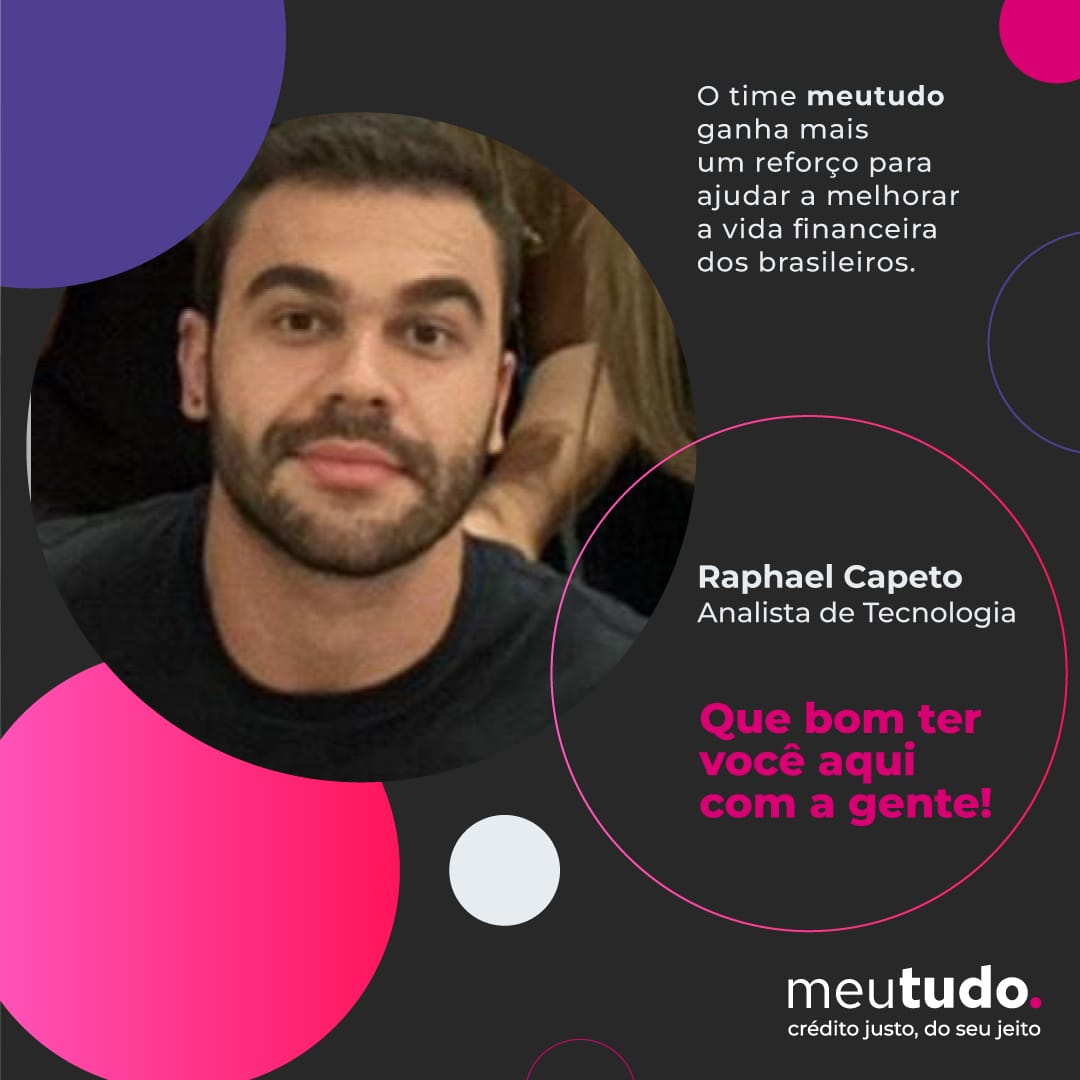 O time meutudo
ganha mais
um reforço para
ajudar a melhorar
a vida financeira
dos brasileiros.
Raphael Capeto
Analista de Tecnologia
Que bom ter
você aqui
com a gente!
meutudo.
crédito justo, do seu jeito